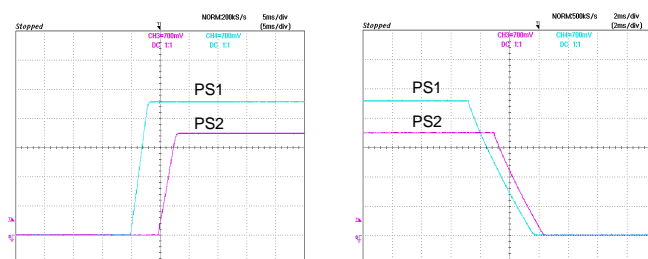 NORM:200kS/s 5ms/div
Stopped (5ms/div)
CH3=700mV CH4=700mV
DC 1:1 DC 1:1
PS1
PS2
NORM:500kS/s 2ms/div
Stopped (2ms/div)
CH3=700mV CH4=700mV
DC 1:1 DC 1:1
PS1
PS2